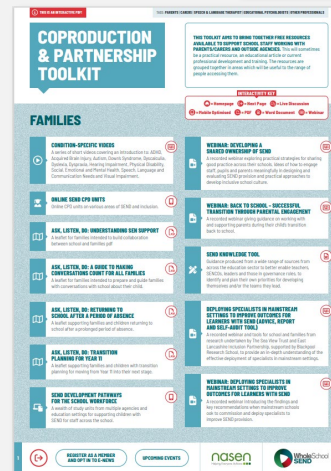 THIS IS AN INTERACTIVE PDF
COPRODUCTION
& PARTNERSHIP
TOOLKIT
THIS TOOLKIT AIMS TO BRING TOGETHER FREE RESOURCES
AVAILABLE TO SUPPORT SCHOOL STAFF WORKING WITH
PARENTS/CARERS AND OUTSIDE AGENCIES. This will sometimes
be a practical resource, an educational article or current
professional development and training. The resources are
grouped together in areas which will be useful to the range of
people accessing them.
INTERACTIVITY KEY
= Homepage = Next Page = Live Discussion
= Mobile Optimised = PDF = Word Document = Webinar
FAMILIES
CONDITION-SPECIFIC VIDEOS
A series of short videos covering an introduction to: ADHD,
Acquired Brain Injury, Autism, Downs Syndrome, Dyscalculia,
Dyslexia, Dyspraxia, Hearing Impairment, Physical Disability,
Social, Emotional and Mental Health, Speech, Language and
Communication Needs and Visual Impairment.
ONLINE SEND CPD UNITS
Online CPD units on various areas of SEND and inclusion.
ASK, LISTEN, DO: UNDERSTANDING SEN SUPPORT
A leaflet for families intended to build collaboration
between school and families pdf
ASK, LISTEN, DO: A GUIDE TO MAKING
CONVERSATIONS COUNT FOR ALL FAMILIES
A leaflet for families intended to prepare and guide families
with conversations with school about their child.
ASK, LISTEN, DO: RETURNING TO
SCHOOL AFTER A PERIOD OF ABSENCE
A leaflet supporting families and children returning to
school after a prolonged period of absence.
ASK, LISTEN, DO: TRANSITION
PLANNING FOR YEAR 11
A leaflet supporting families and children with transition
planning for moving from Year 11 into their next stage.
SEND DEVELOPMENT PATHWAYS
FOR THE SCHOOL WORKFORCE
A wealth of study units from multiple agencies and
education settings for supporting children with
SEND for staff across the school.
WEBINAR: DEVELOPING A
SHARED OWNERSHIP OF SEND
A recorded webinar exploring practical strategies for sharing
good practice across their schools. Ideas of how to engage
staff, pupils and parents meaningfully in designing and
evaluating SEND provision and practical approaches to
develop inclusive school culture.
WEBINAR: BACK TO SCHOOL - SUCCESSFUL
TRANSITION THROUGH PARENTAL ENGAGEMENT
A recorded webinar giving guidance on working with
and supporting parents during their child's transition
back to school.
SEND KNOWLEDGE TOOL
Guidance produced from a wide range of sources from
across the education sector to better enable teachers,
SENCOs, leaders and those in governance roles, to
identify and plan their own priorities for developing
themselves and/or the teams they lead.
DEPLOYING SPECIALISTS IN MAINSTREAM
SETTINGS TO IMPROVE OUTCOMES FOR
LEARNERS WITH SEND (ADVICE, REPORT
AND SELF-AUDIT TOOL)
A recorded webinar and tools for school and families from
research undertaken by The Sea View Trust and East
Lancashire Inclusion Partnership, supported by Blackpool
Research School, to provide an in-depth understanding of the
effective deployment of specialists in mainstream settings.
WEBINAR: DEPLOYING SPECIALISTS IN
MAINSTREAM SETTINGS TO IMPROVE
OUTCOMES FOR LEARNERS WITH SEND
A recorded webinar introducing the findings and
key recommendations when mainstream schools
sub to commission and deploy specialists to
improve SEND provision.
1
REGISTER AS A MEMBER
AND OPT IN TO E-NEWS
UPCOMING EVENTS
nasen
WholeSchool
SEND